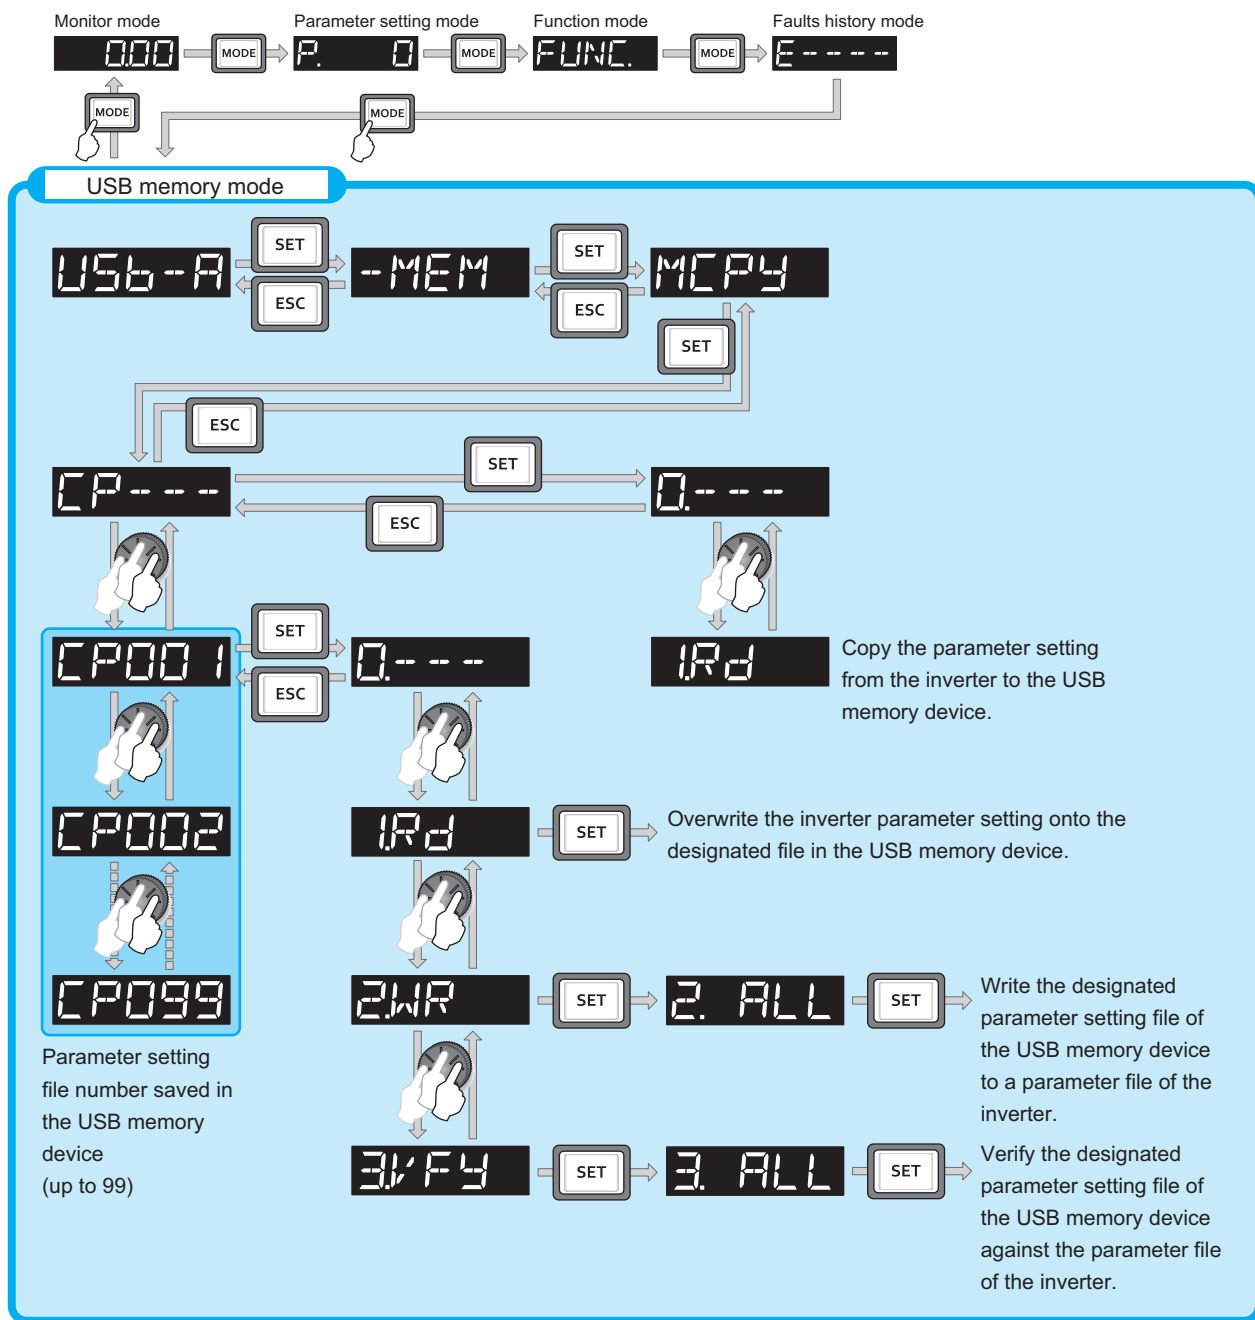 Monitor mode
Parameter setting mode
Function mode
Faults history mode
0.00
MODE
P. 0
MODE
FUNC.
MODE
E----
MODE
MODE
USB memory mode
USb-A
SET
ESC
-MEM
SET
ESC
MCPY
SET
ESC
CP---
SET
ESC
0.---
CP001
SET
ESC
0.---
1.Rd
Copy the parameter setting
from the inverter to the USB
memory device.
CP002
1.Rd
SET
Overwrite the inverter parameter setting onto the
designated file in the USB memory device.
CP099
2.WR
SET
2. ALL
SET
Write the designated
parameter setting file of
the USB memory device
to a parameter file of the
inverter.
Parameter setting
file number saved in
the USB memory
device
(up to 99)
3.VFY
SET
3. ALL
SET
Verify the designated
parameter setting file of
the USB memory device
against the parameter file
of the inverter.